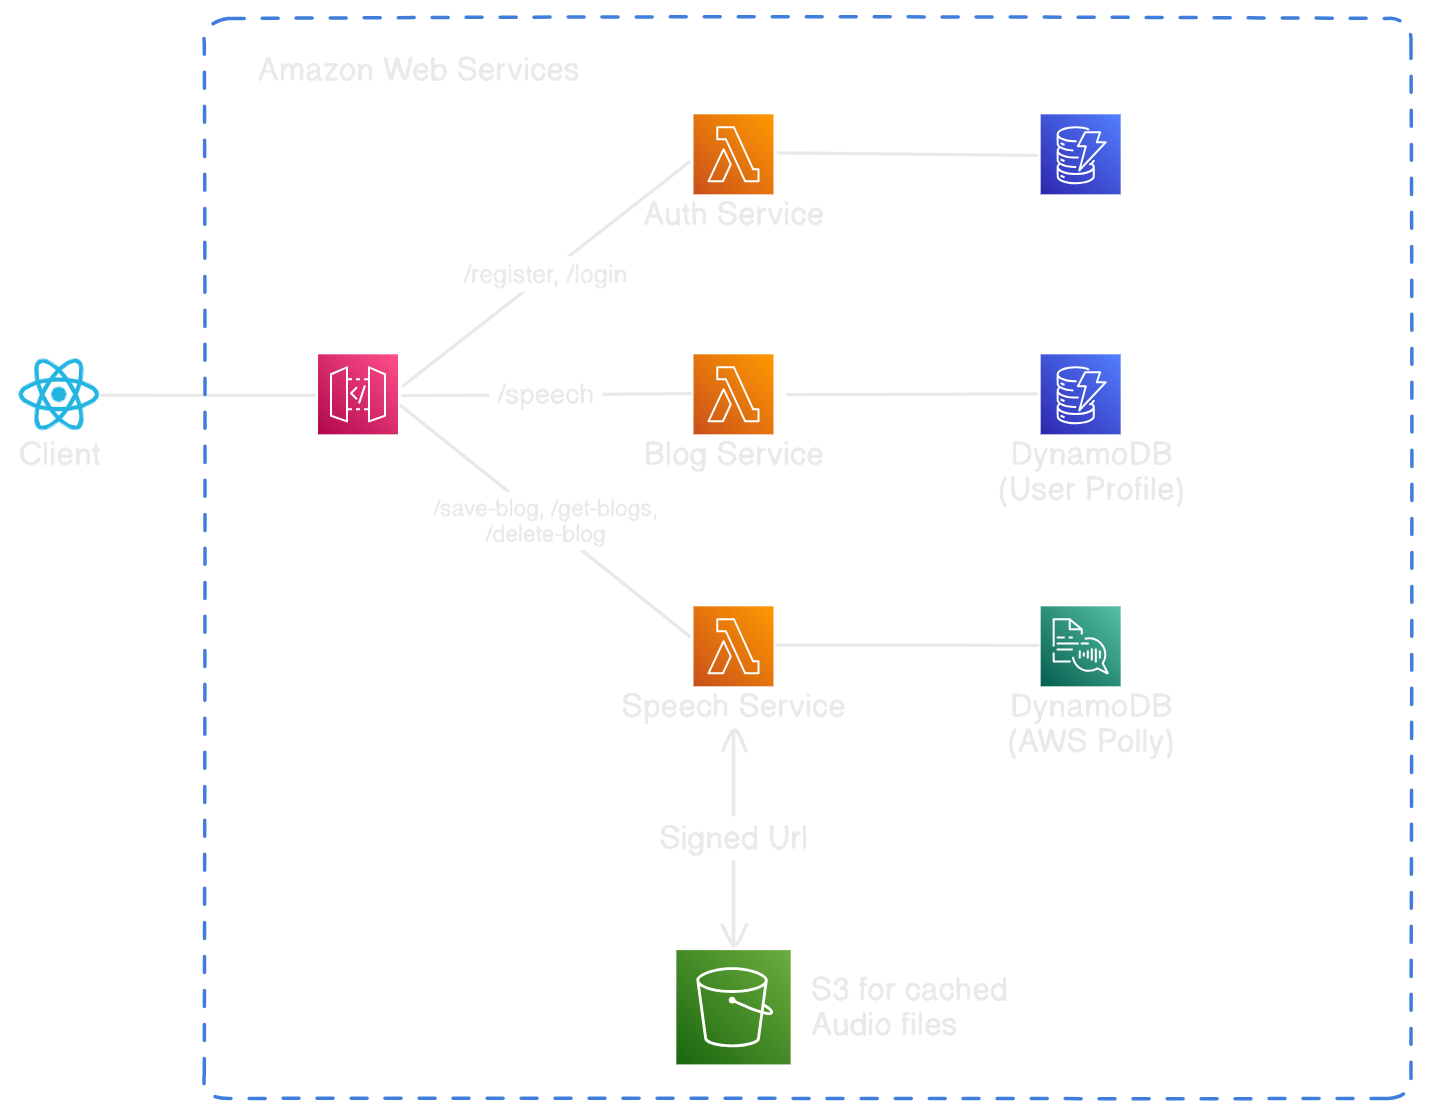 Amazon Web Services
Auth Service
/register, /login
/speech
Client
Blog Service
DynamoDB
(User Profile)
/save-blog, /get-blogs,
/delete-blog
Speech Service
DynamoDB
(AWS Polly)
Signed Url
S3 for cached
Audio files